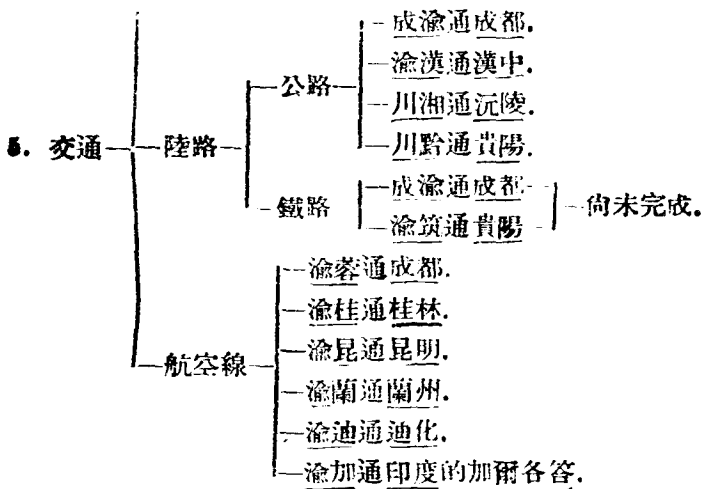 成渝通成都.
渝漢通漢中.
公路
川湘通沅陵.
5. 交通
陸路
川黔通貴陽.
成渝通成都
鐵路
尙未完成.
渝筑通貴陽
渝蓉通成都.
渝桂通桂林.
渝昆通昆明.
航空線
渝蘭通蘭州.
渝迪通迪化.
渝加通印度的加爾各答.